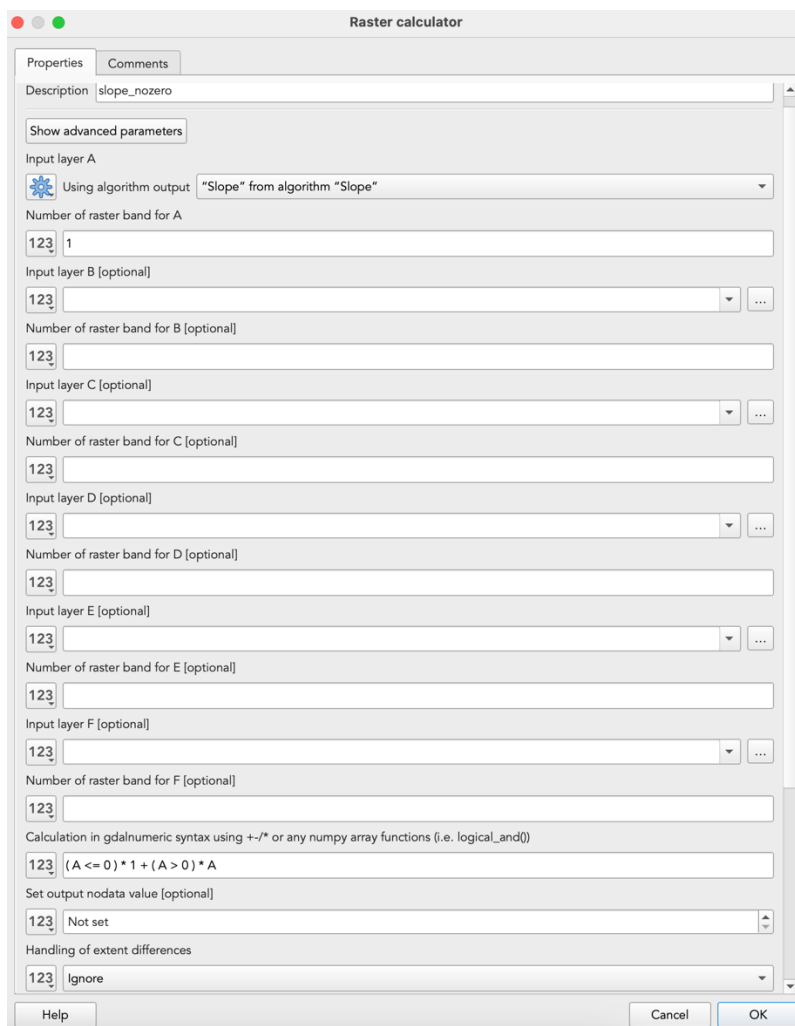 Raster calculator
Properties
Comments
Description
slope_nozero
Show advanced parameters
Input layer A
Using algorithm output
"Slope" from algorithm "Slope"
Number of raster band for A
123
1
Input layer B [optional]
123
...
Number of raster band for B [optional]
123
Input layer C [optional]
123
...
Number of raster band for C [optional]
123
Input layer D [optional]
123
...
Number of raster band for D [optional]
123
Input layer E [optional]
123
...
Number of raster band for E [optional]
123
Input layer F [optional]
123
...
Number of raster band for F [optional]
123
Calculation in gdalnumeric syntax using +-/* or any numpy array functions (i.e. logical_and())
123
( A <= 0 ) * 1 + ( A > 0 ) * A
Set output nodata value [optional]
123
Not set
Handling of extent differences
123
Ignore
Help
Cancel
OK